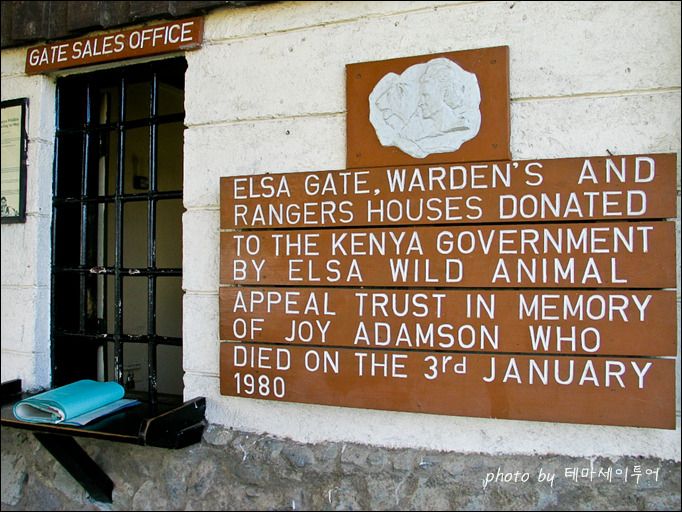 GATE SALES OFFICE
ELSA GATE, WARDEN'S AND
RANGERS HOUSES DONATED
TO THE KENYA GOVERNMENT
BY ELSA WILD ANIMAL
APPEAL TRUST IN MEMORY
OF JOY ADAMSON WHO
DIED ON THE 3rd JANUARY
1980
photo by 테마세이투어